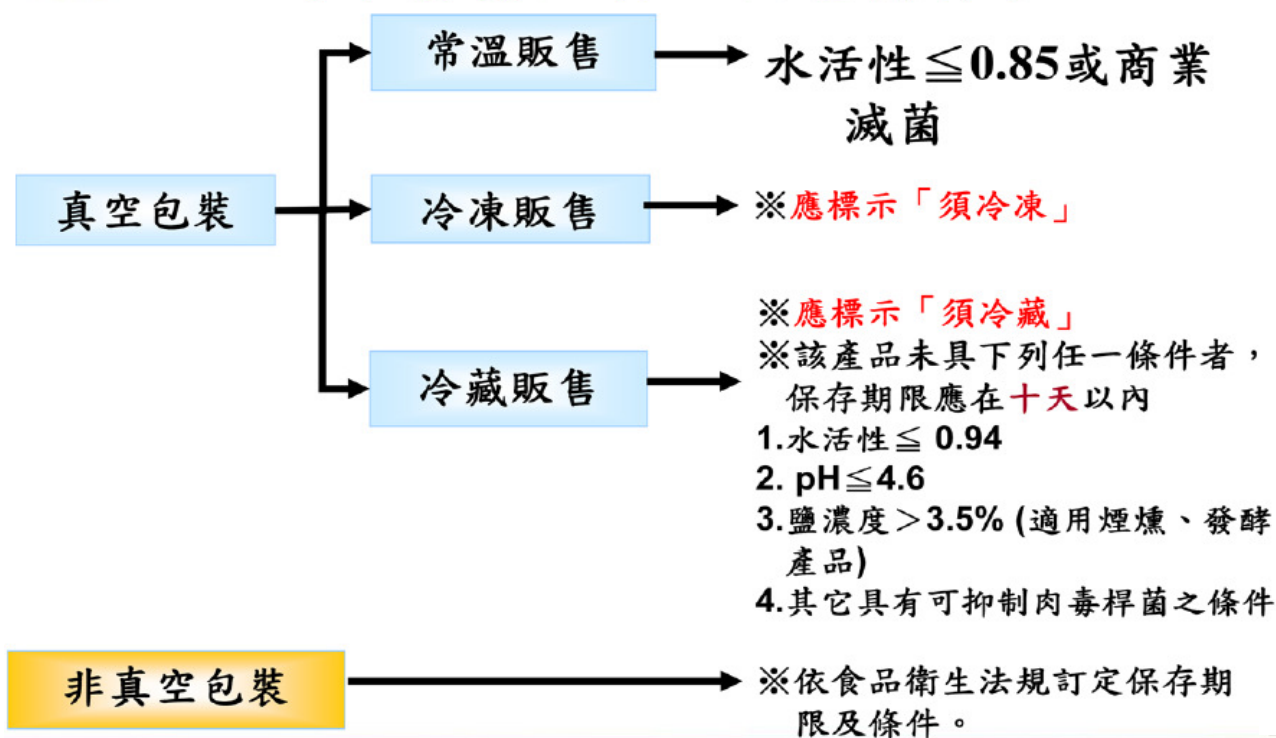 常溫販售
水活性≦0.85或商業
滅菌
真空包裝
冷凍販售
※應標示「須冷凍」
冷藏販售
※應標示「須冷藏」
※該產品未具下列任一條件者，
保存期限應在十天以內
1.水活性≦ 0.94
2. pH≦4.6
3.鹽濃度＞3.5% (適用煙燻、發酵
產品)
4.其它具有可抑制肉毒桿菌之條件
非真空包裝
※依食品衛生法規訂定保存期
限及條件。